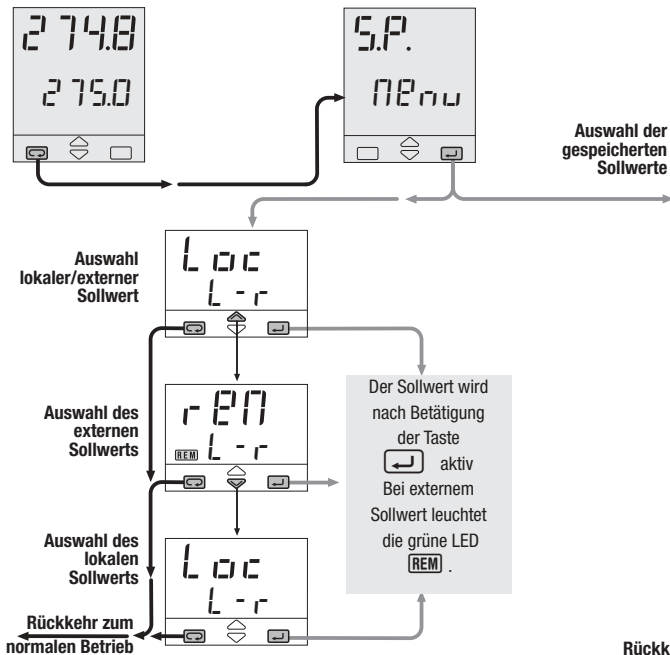 274.8
275.0
S.P.
MEnu
Auswahl der
gespeicherten
Sollwerte
Auswahl
lokaler/externer
Sollwert
Loc
L-r
Auswahl des
externen
Sollwerts
rEM
REM L-r
Der Sollwert wird
nach Betätigung
der Taste
aktiv
Bei externem
Sollwert leuchtet
die grüne LED
REM .
Auswahl des
lokalen
Sollwerts
Loc
L-r
Rückkehr zum
normalen Betrieb
Rückk